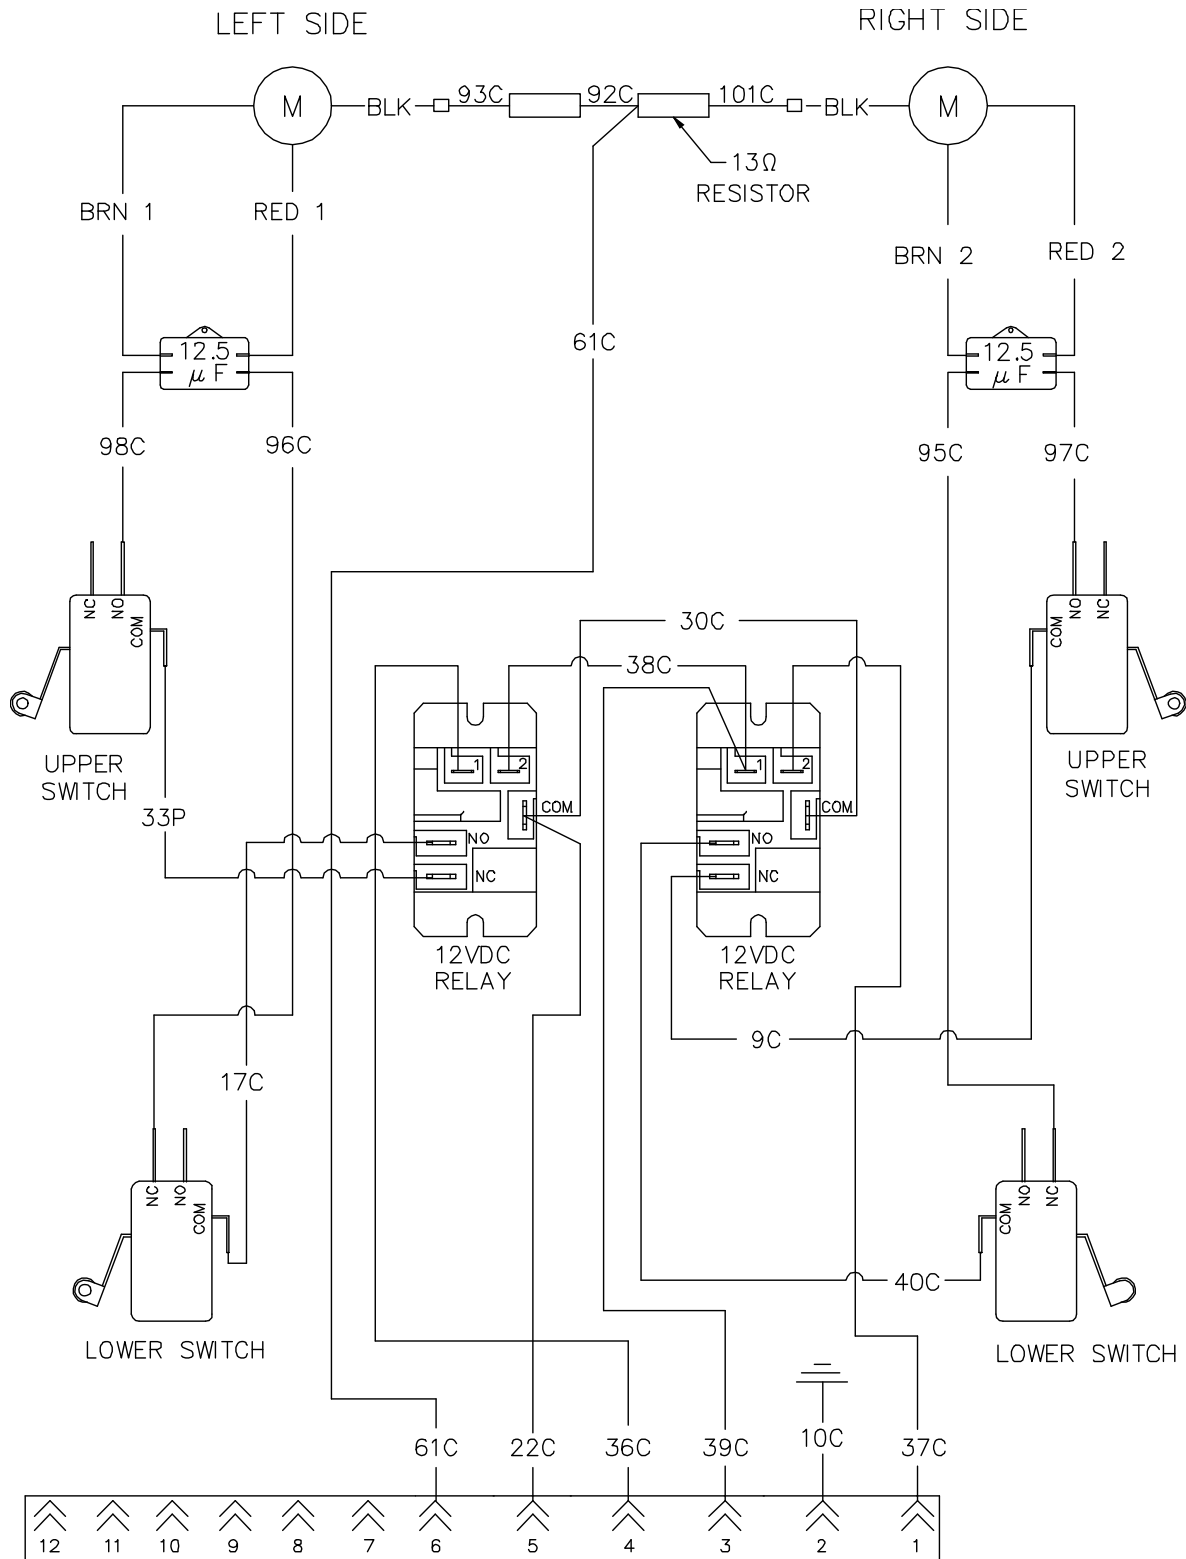 LEFT SIDE
RIGHT SIDE
M
BLK
93C
92C
101C
BLK
M
13Ω
RESISTOR
BRN 1
RED 1
BRN 2
RED 2
61C
12.5
μF
12.5
μF
98C
96C
95C
97C
NC
NO
COM
COM
NO
NC
30C
38C
UPPER
SWITCH
UPPER
SWITCH
1
2
1
2
COM
COM
33P
NO
NO
NC
NC
12VDC
RELAY
12VDC
RELAY
9C
17C
NC
NO
COM
COM
NO
NC
40C
LOWER SWITCH
LOWER SWITCH
61C
22C
36C
39C
10C
37C
12
11
10
9
8
7
6
5
4
3
2
1